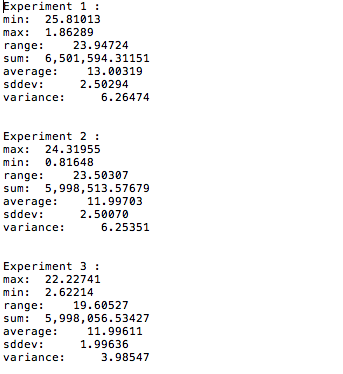 Experiment 1 :
min:  25.81013
max:  1.86289
range:    23.94724
sum:  6,501,594.31151
average:    13.00319
sddev:     2.50294
variance:     6.26474
Experiment 2 :
max:  24.31955
min:  0.81648
range:    23.50307
sum:  5,998,513.57679
average:    11.99703
sddev:     2.50070
variance:     6.25351
Experiment 3 :
max:  22.22741
min:  2.62214
range:    19.60527
sum:  5,998,056.53427
average:    11.99611
sddev:     1.99636
variance:     3.98547